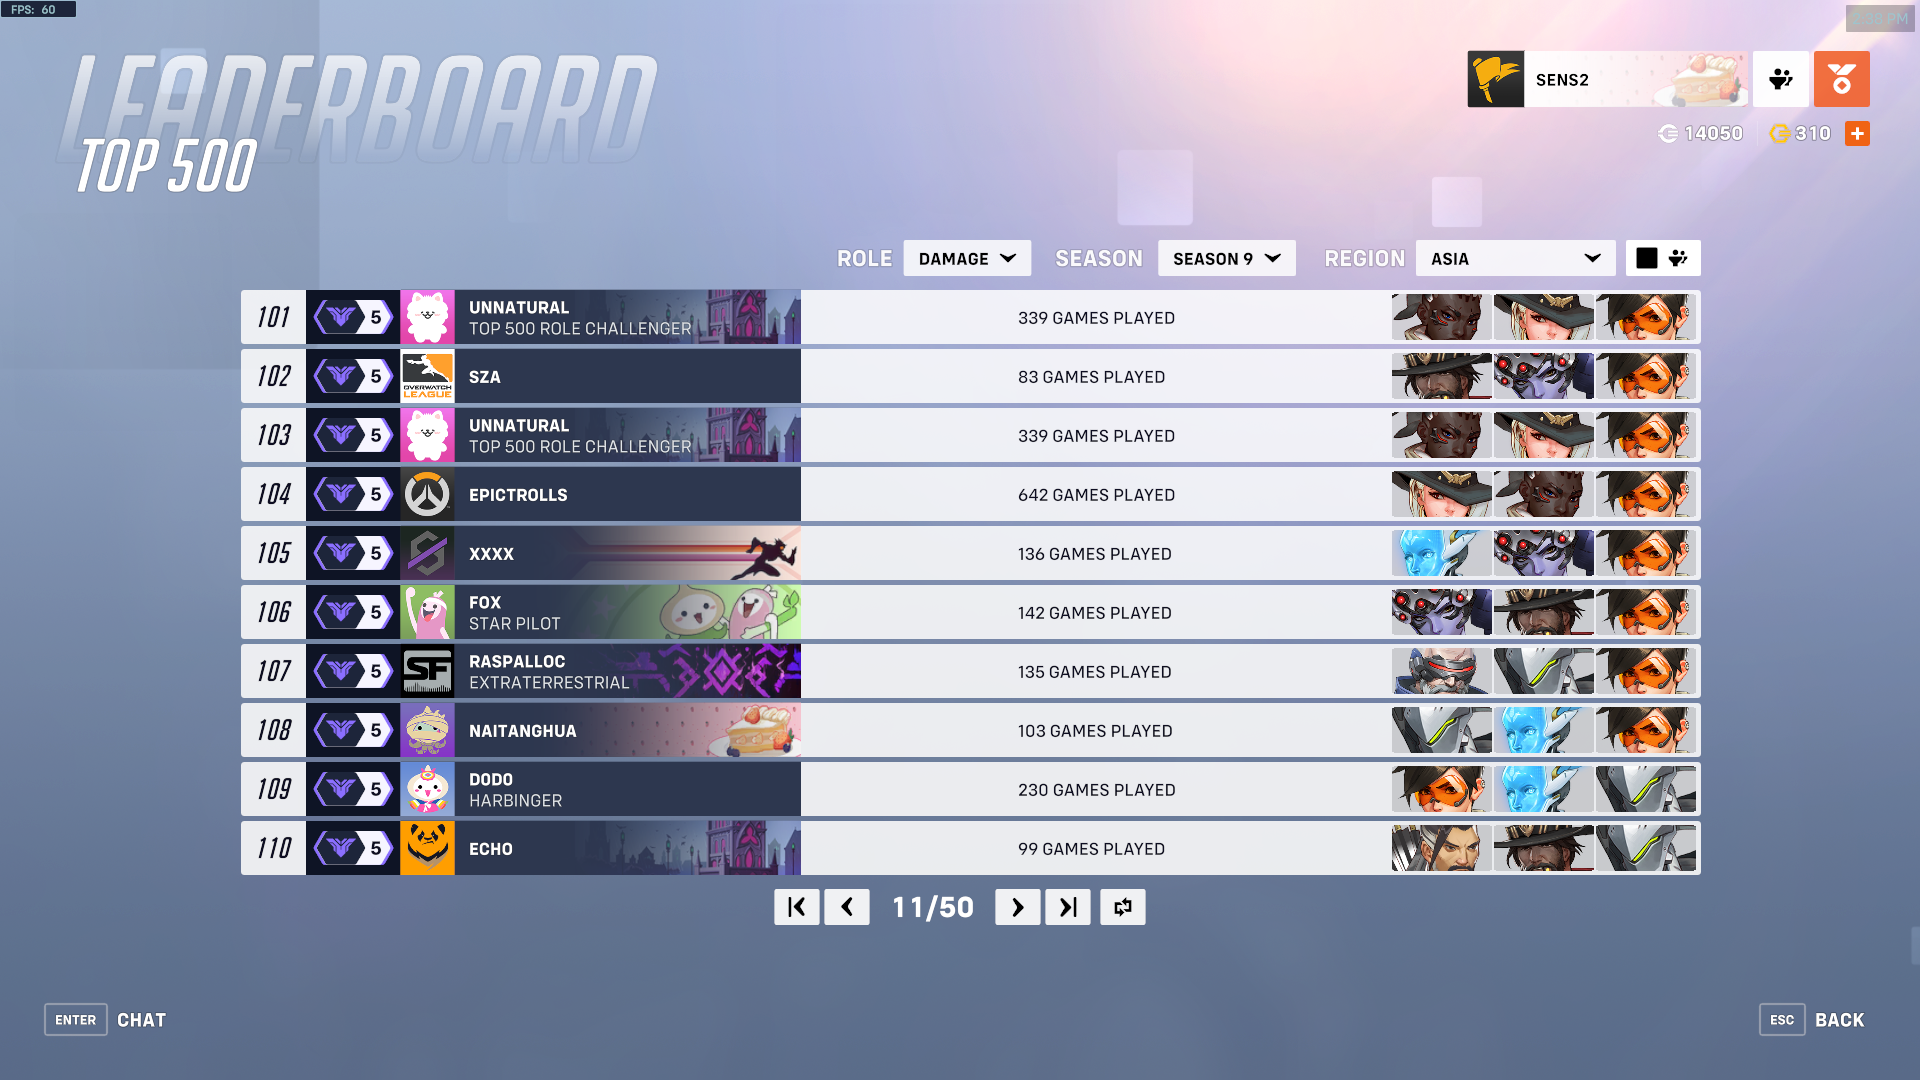 FPS: 60
LEADERBOARD
TOP 500
SENS2
14050
310
ROLE
DAMAGE
SEASON
SEASON 9
REGION
ASIA
101 5 UNNATURAL 339 GAMES PLAYED
TOP 500 ROLE CHALLENGER
102 5 OVERWATCH LEAGUE SZA 83 GAMES PLAYED
103 5 UNNATURAL 339 GAMES PLAYED
TOP 500 ROLE CHALLENGER
104 5 EPICTROLLS 642 GAMES PLAYED
105 5 XXXX 136 GAMES PLAYED
106 5 FOX 142 GAMES PLAYED
STAR PILOT
107 5 SF RASPALLOC 135 GAMES PLAYED
EXTRATERRESTRIAL
108 5 NAITANGHUA 103 GAMES PLAYED
109 5 DODO 230 GAMES PLAYED
HARBINGER
110 5 ECHO 99 GAMES PLAYED
11/50
ENTER CHAT
ESC BACK